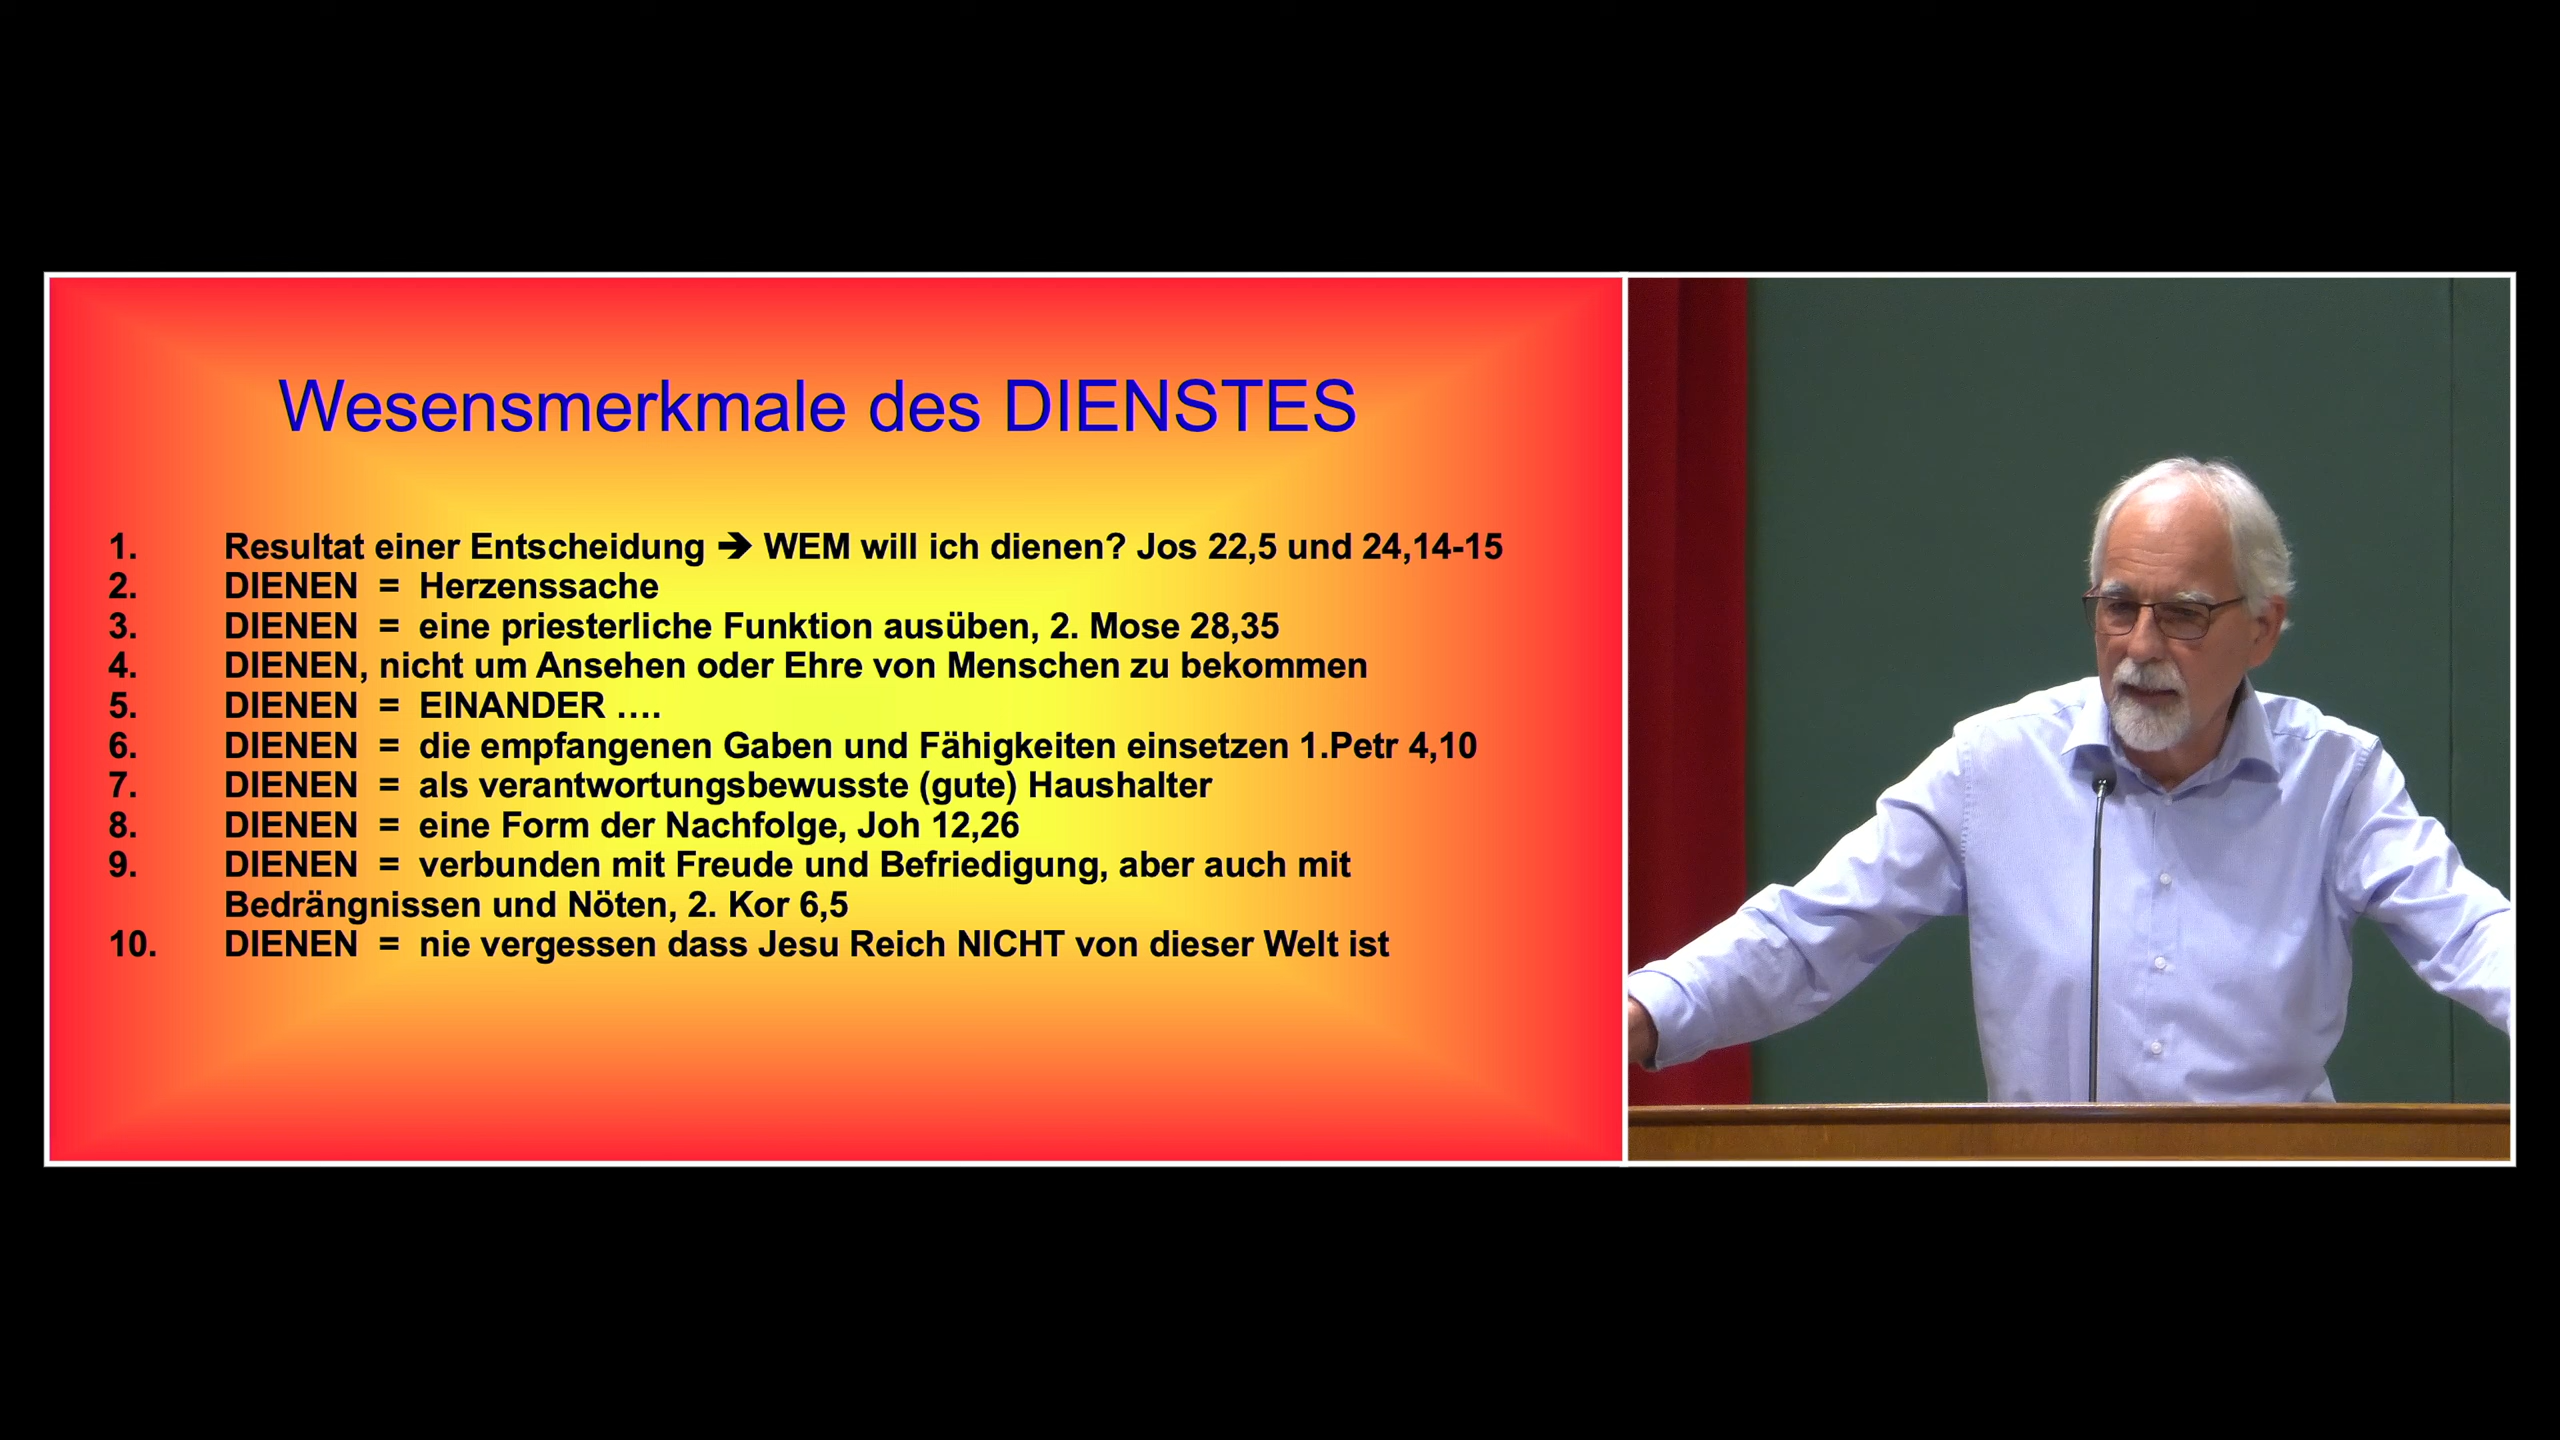 Wesensmerkmale des DIENSTES
1. Resultat einer Entscheidung ➔ WEM will ich dienen? Jos 22,5 und 24,14-15
2. DIENEN = Herzenssache
3. DIENEN = eine priesterliche Funktion ausüben, 2. Mose 28,35
4. DIENEN, nicht um Ansehen oder Ehre von Menschen zu bekommen
5. DIENEN = EINANDER ….
6. DIENEN = die empfangenen Gaben und Fähigkeiten einsetzen 1.Petr 4,10
7. DIENEN = als verantwortungsbewusste (gute) Haushalter
8. DIENEN = eine Form der Nachfolge, Joh 12,26
9. DIENEN = verbunden mit Freude und Befriedigung, aber auch mit
Bedrängnissen und Nöten, 2. Kor 6,5
10. DIENEN = nie vergessen dass Jesu Reich NICHT von dieser Welt ist